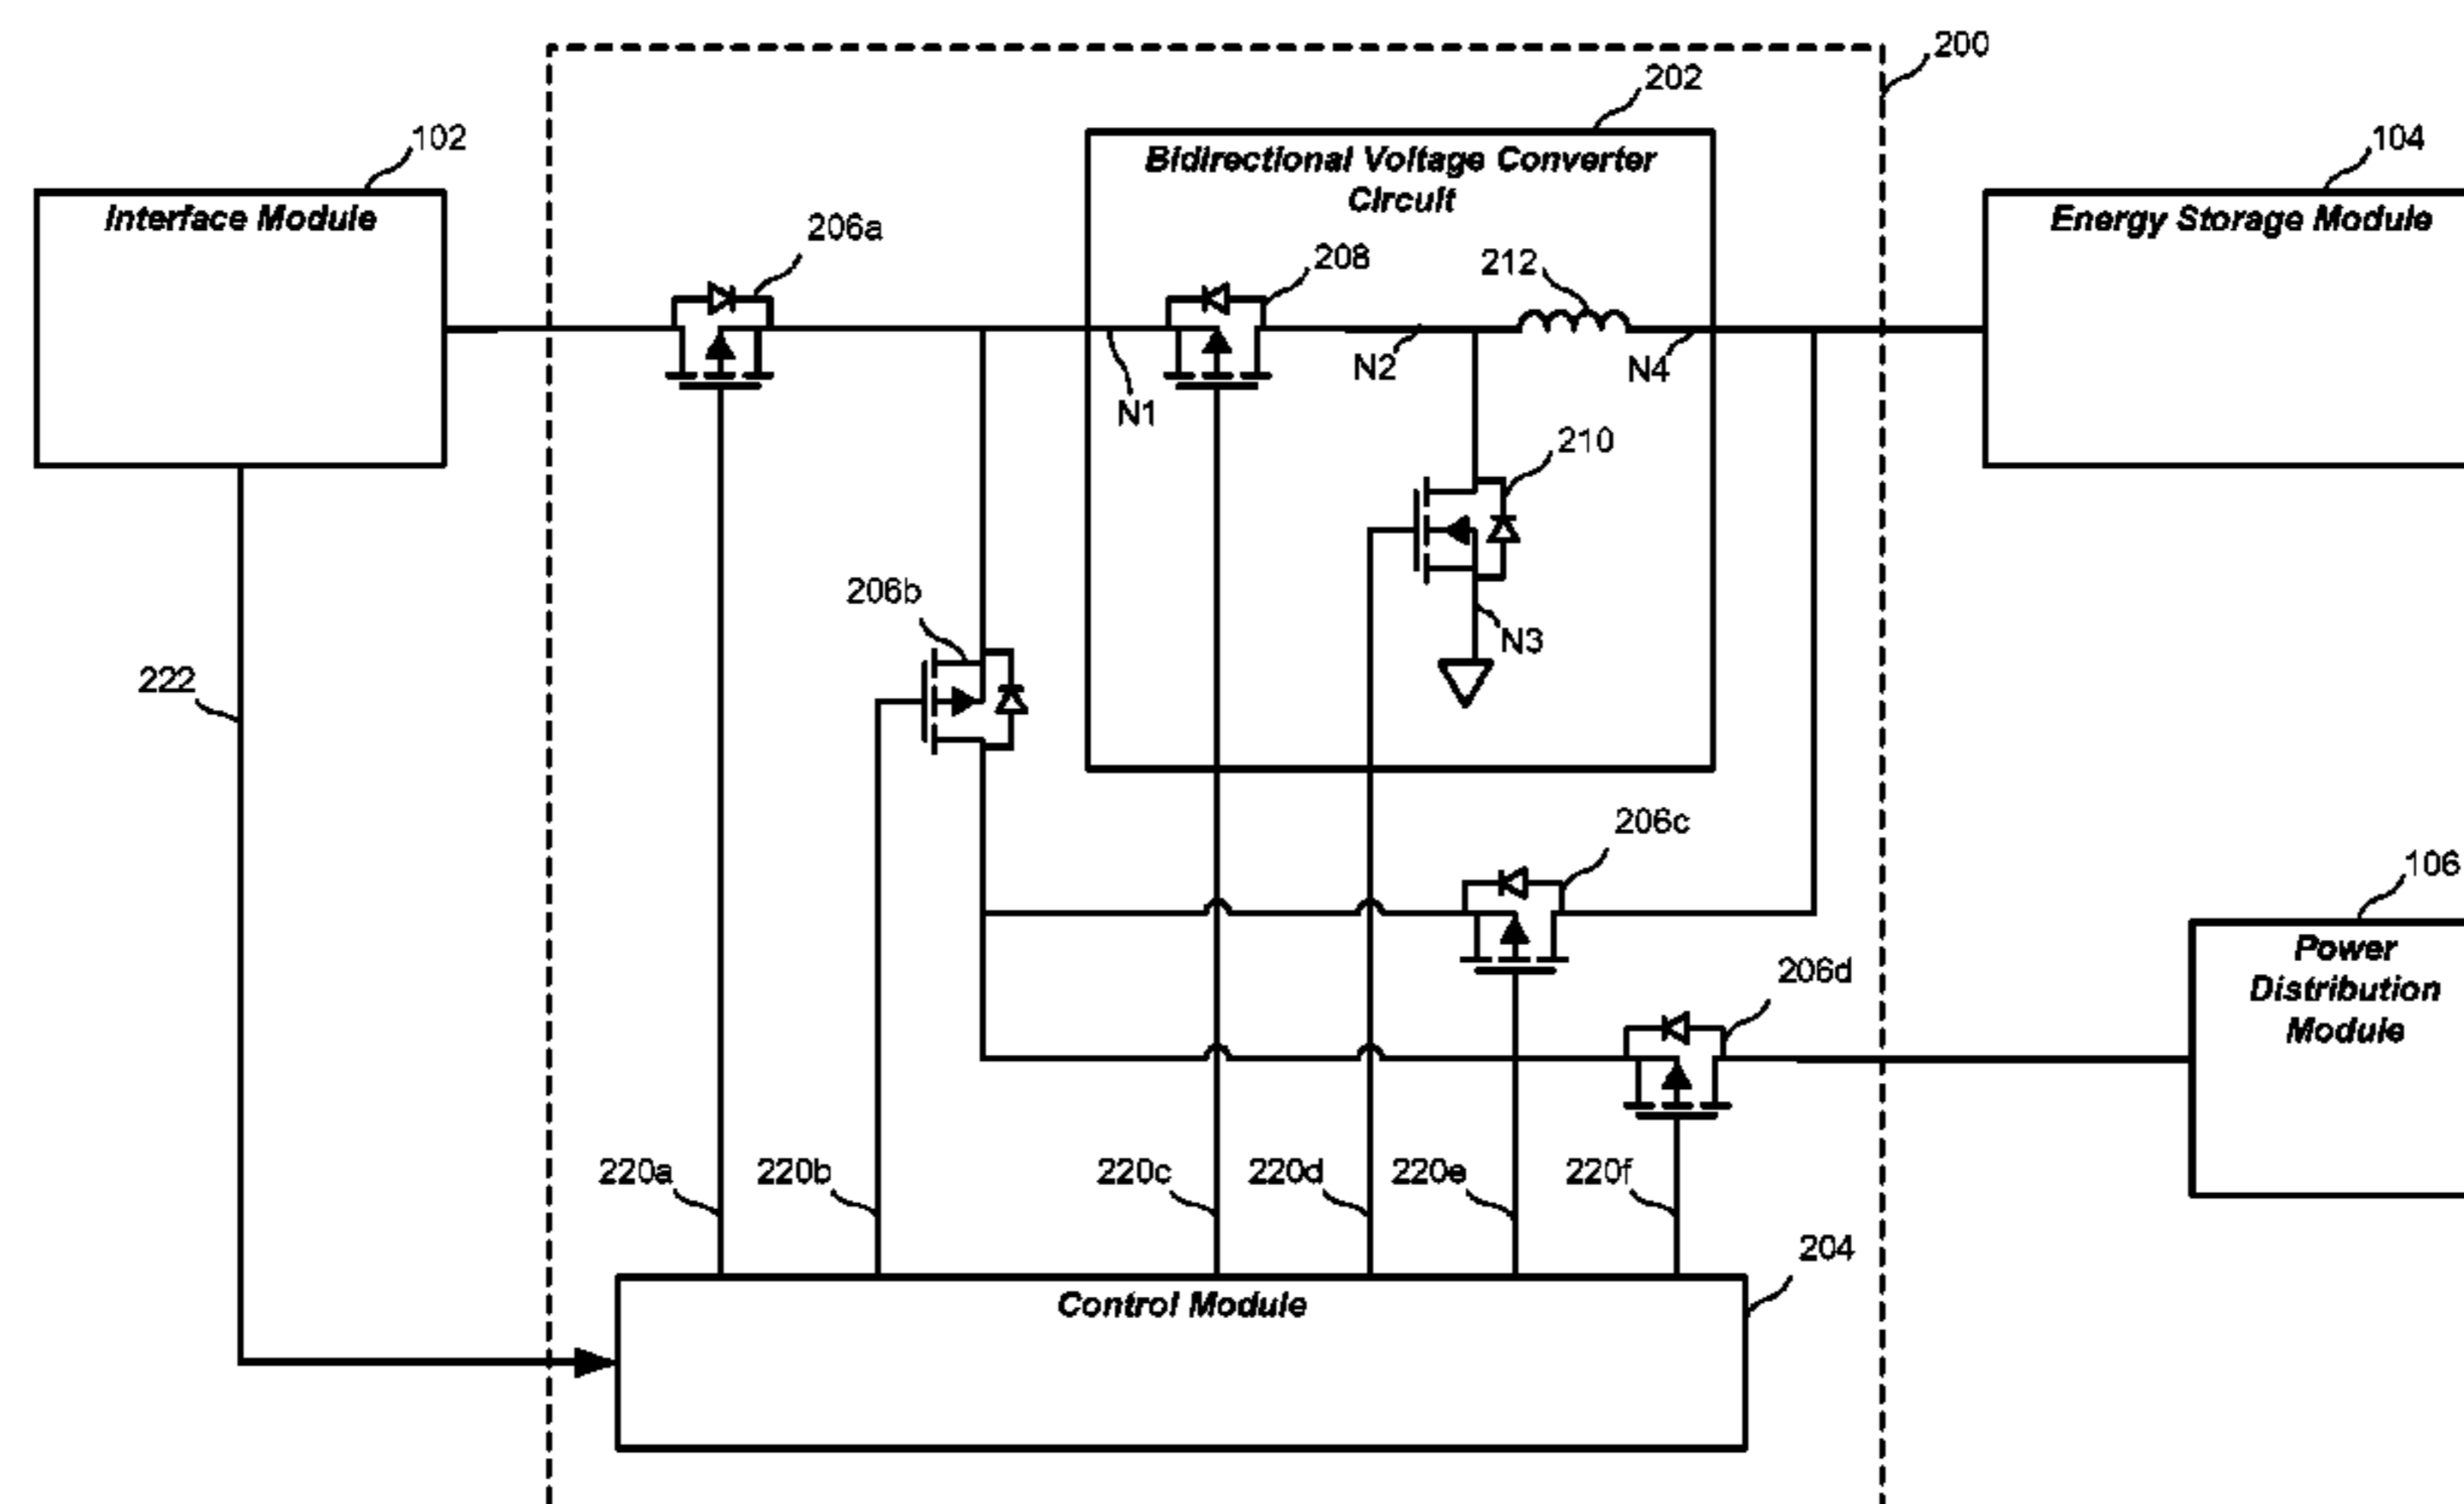 200
202
102
104
Bidirectional Voltage Converter
Circuit
Interface Module
Energy Storage Module
206a
208
212
N2
N4
N1
210
206b
N3
222
206c
106
Power
Distribution
Module
206d
220a
220b
220c
220d
220e
220f
204
Control Module